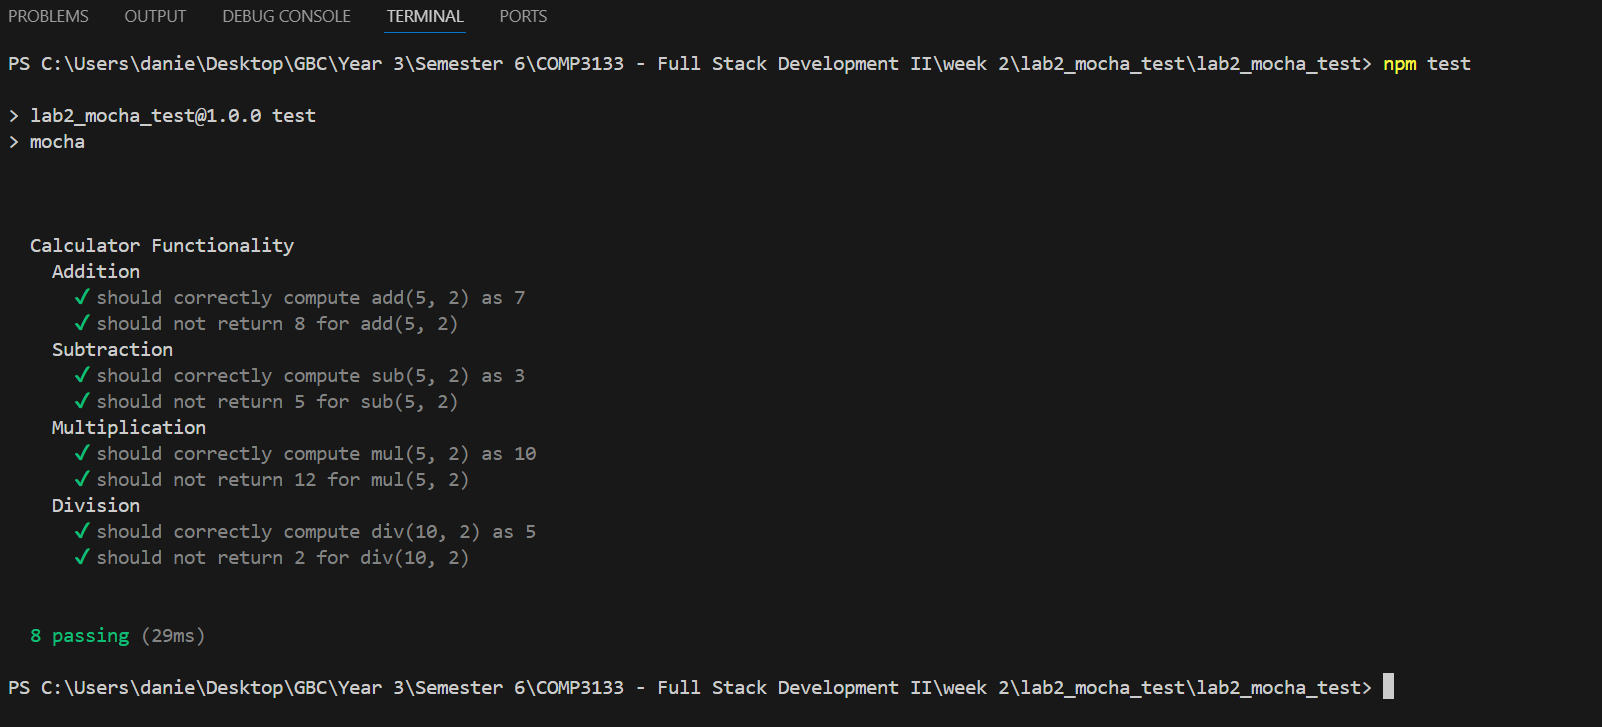 PROBLEMS OUTPUT DEBUG CONSOLE TERMINAL PORTS
PS C:\Users\danie\Desktop\GBC\Year 3\Semester 6\COMP3133 - Full Stack Development II\week 2\lab2_mocha_test\lab2_mocha_test> npm test
> lab2_mocha_test@1.0.0 test
> mocha
Calculator Functionality
Addition
✓ should correctly compute add(5, 2) as 7
✓ should not return 8 for add(5, 2)
Subtraction
✓ should correctly compute sub(5, 2) as 3
✓ should not return 5 for sub(5, 2)
Multiplication
✓ should correctly compute mul(5, 2) as 10
✓ should not return 12 for mul(5, 2)
Division
✓ should correctly compute div(10, 2) as 5
✓ should not return 2 for div(10, 2)
8 passing (29ms)
PS C:\Users\danie\Desktop\GBC\Year 3\Semester 6\COMP3133 - Full Stack Development II\week 2\lab2_mocha_test\lab2_mocha_test>